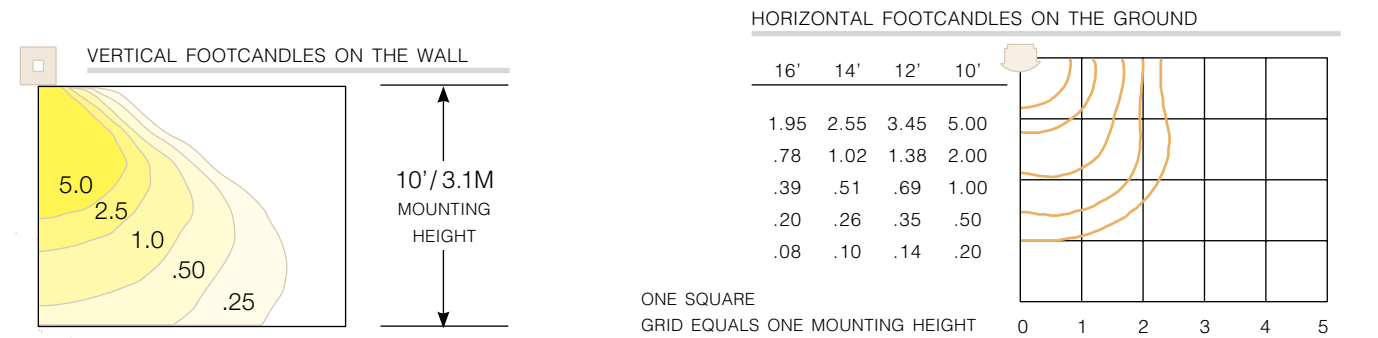 VERTICAL FOOTCANDLES ON THE WALL
5.0
2.5
1.0
.50
.25
10'/3.1M
MOUNTING
HEIGHT
HORIZONTAL FOOTCANDLES ON THE GROUND
16' 14' 12' 10'
1.95 2.55 3.45 5.00
.78 1.02 1.38 2.00
.39 .51 .69 1.00
.20 .26 .35 .50
.08 .10 .14 .20
ONE SQUARE
GRID EQUALS ONE MOUNTING HEIGHT
0 1 2 3 4 5